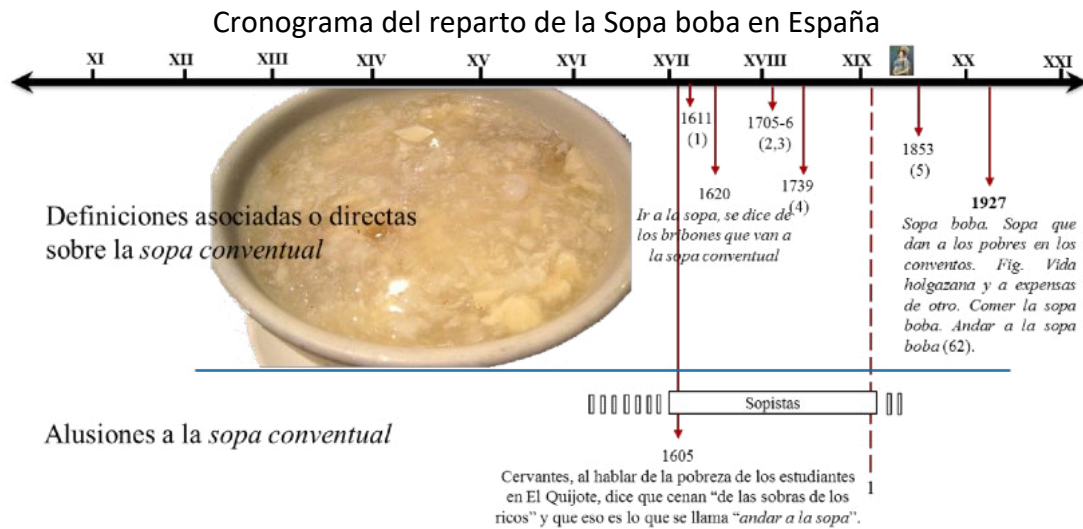 Cronograma del reparto de la Sopa boba en España
XI XII XIII XIV XV XVI XVII XVIII XIX XX XXI
1611
(1)
1705-6
(2,3)
1853
(5)
1620
1739
(4)
1927
Definiciones asociadas o directas
sobre la sopa conventual
Ir a la sopa, se dice de
los bribones que van a
la sopa conventual
Sopa boba. Sopa que
dan a los pobres en los
conventos. Fig. Vida
holgazana y a expensas
de otro. Comer la sopa
boba. Andar a la sopa
boba (62).
Sopistas
Alusiones a la sopa conventual
1605
Cervantes, al hablar de la pobreza de los estudiantes
en El Quijote, dice que cenan “de las sobras de los
ricos” y que eso es lo que se llama “andar a la sopa”.
1